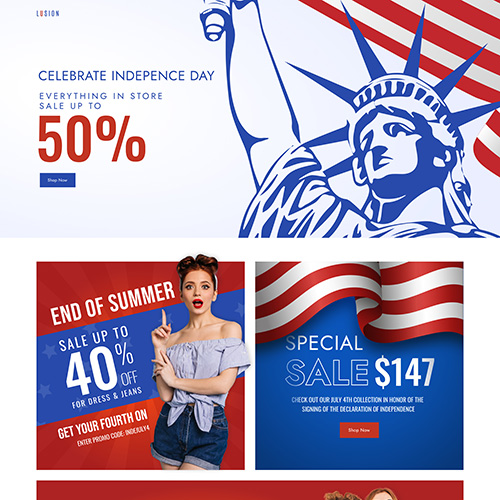 LUSION
CELEBRATE INDEPENCE DAY
EVERYTHING IN STORE
SALE UP TO
50%
Shop Now
END OF SUMMER
SALE UP TO
40% OFF
FOR DRESS & JEANS
GET YOUR FOURTH ON
ENTER PROMO CODE: INDEJULY4
SPECIAL
SALE $147
CHECK OUT OUR JULY 4TH COLLECTION IN HONOR OF THE
SIGNING OF THE DECLARATION OF INDEPENDENCE
Shop Now